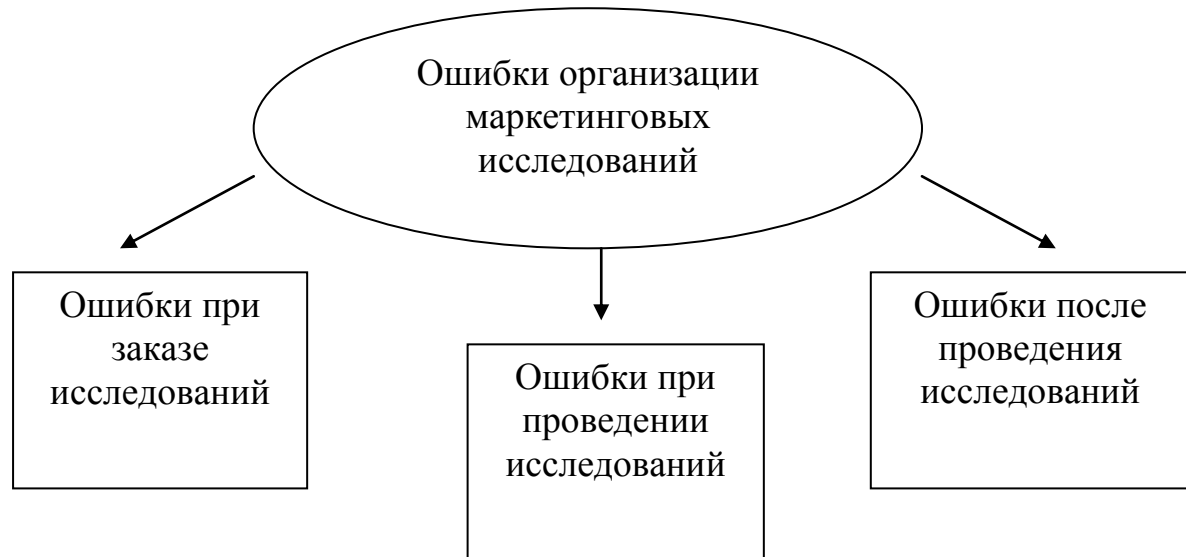 Ошибки организации
маркетинговых
исследований
Ошибки при
заказе
исследований
Ошибки при
проведении
исследований
Ошибки после
проведения
исследований